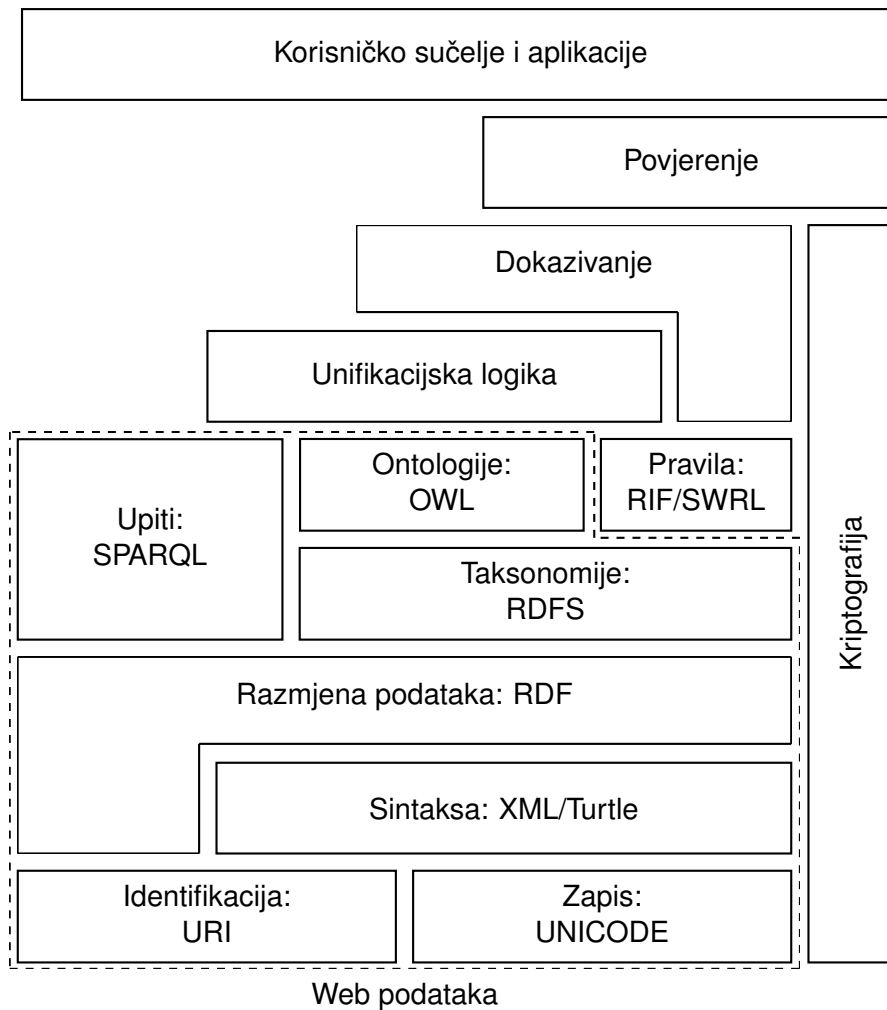 Korisničko sučelje i aplikacije
Povjerenje
Dokazivanje
Unifikacijska logika
Upiti:
SPARQL
Ontologije:
OWL
Pravila:
RIF/SWRL
Taksonomije:
RDFS
Kriptografija
Razmjena podataka: RDF
Sintaksa: XML/Turtle
Identifikacija:
URI
Zapis:
UNICODE
Web podataka